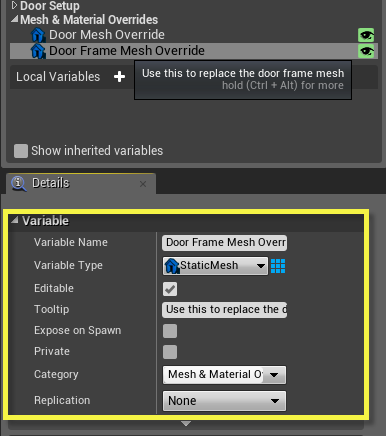 Door Setup
Mesh & Material Overrides
Door Mesh Override
Door Frame Mesh Override
Local Variables
Use this to replace the door frame mesh
hold (Ctrl + Alt) for more
Show inherited variables
Details
Variable
Variable Name Door Frame Mesh Overr
Variable Type StaticMesh
Editable
Tooltip Use this to replace the d
Expose on Spawn
Private
Category Mesh & Material O
Replication None